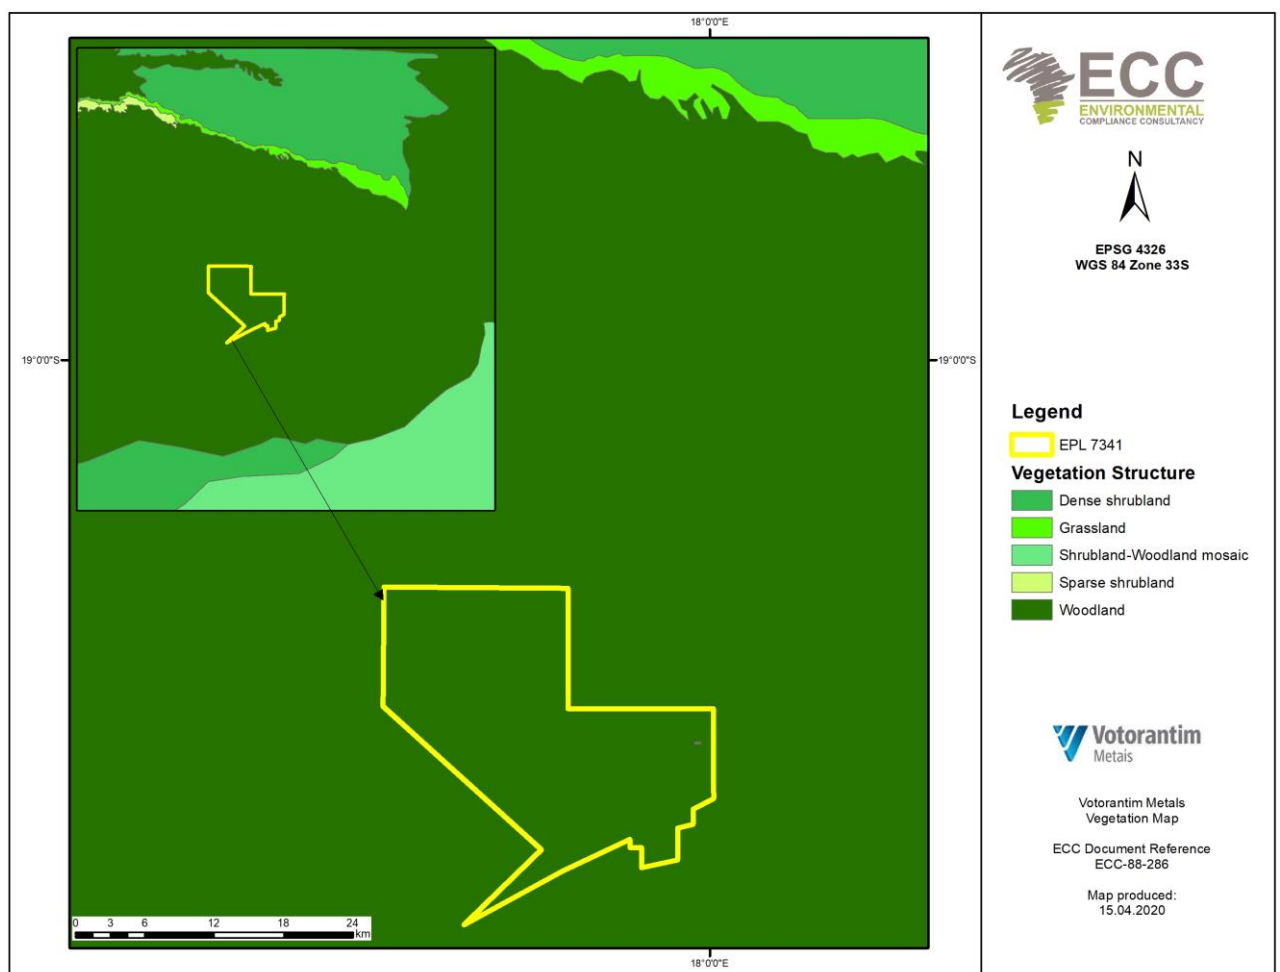 18°0'0"E
19°0'0"S
19°0'0"S
0 3 6 12 18 24
km
18°0'0"E
ECC
ENVIRONMENTAL
COMPLIANCE CONSULTANCY
N
EPSG 4326
WGS 84 Zone 33S
Legend
EPL 7341
Vegetation Structure
Dense shrubland
Grassland
Shrubland-Woodland mosaic
Sparse shrubland
Woodland
Votorantim
Metais
Votorantim Metals
Vegetation Map
ECC Document Reference
ECC-88-286
Map produced:
15.04.2020